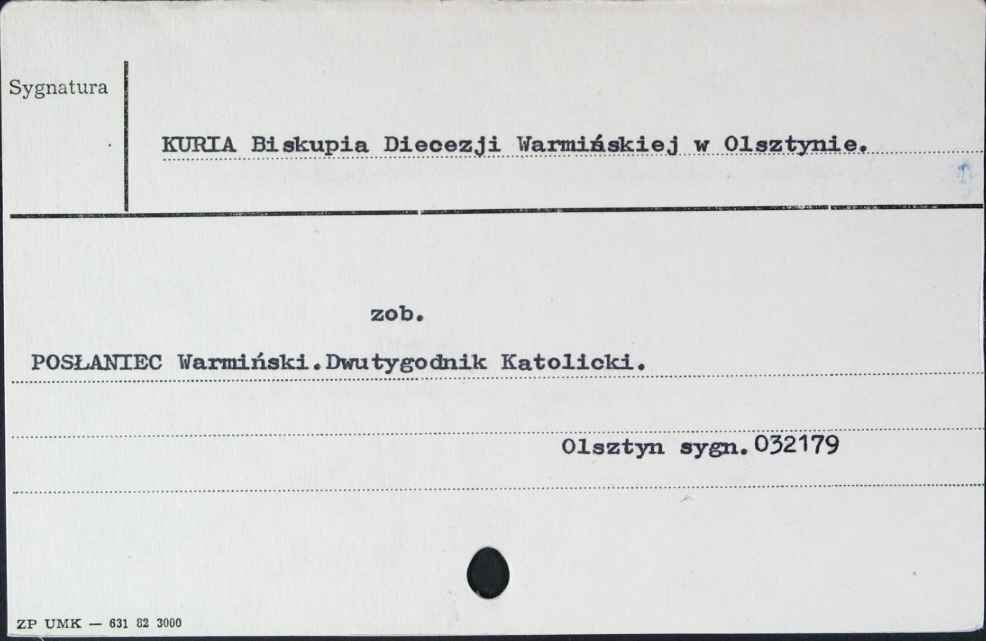 Sygnatura
KURIA Biskupia Diecezji Warmińskiej w Olsztynie.
zob.
POSŁANIEC Warmiński.Dwutygodnik Katolicki.
Olsztyn sygn.032179
ZP UMK — 631 82 3000